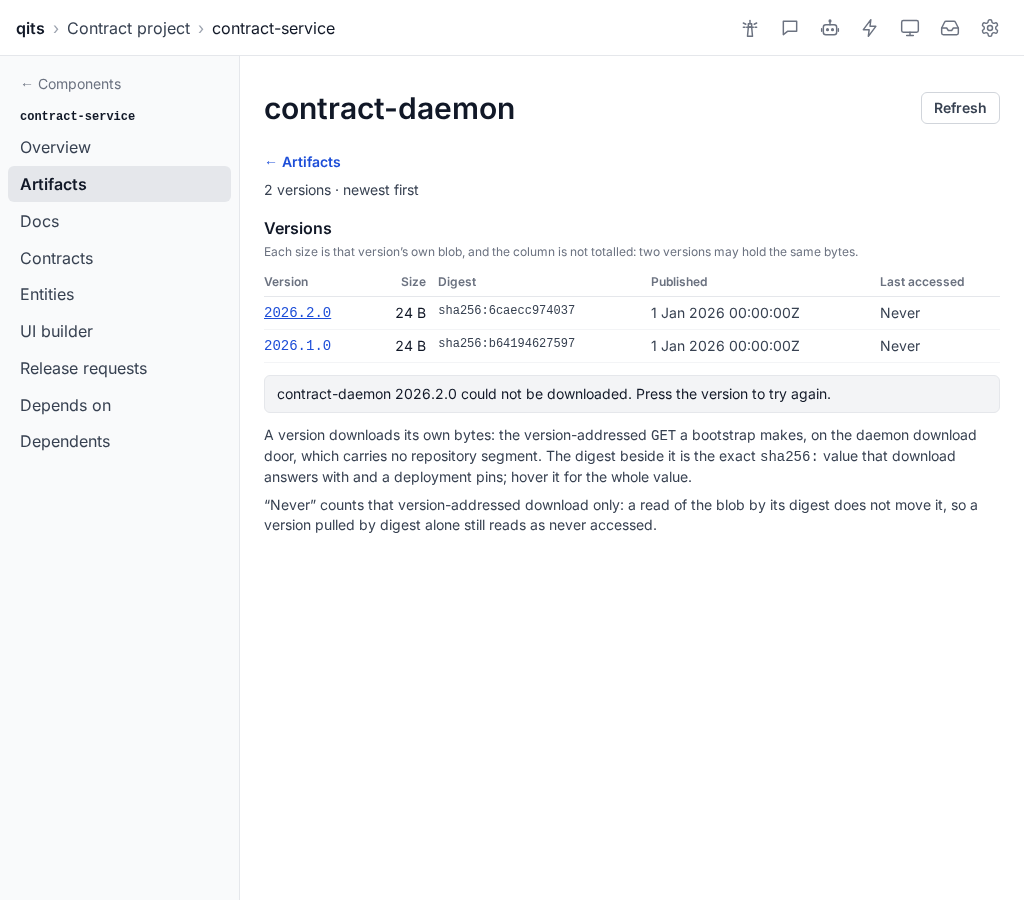 qits › Contract project › contract-service
← Components
contract-service
Overview
Artifacts
Docs
Contracts
Entities
UI builder
Release requests
Depends on
Dependents
contract-daemon
Refresh
← Artifacts
2 versions · newest first
Versions
Each size is that version’s own blob, and the column is not totalled: two versions may hold the same bytes.
Version Size Digest Published Last accessed
2026.2.0 24 B sha256:6caecc974037 1 Jan 2026 00:00:00Z Never
2026.1.0 24 B sha256:b64194627597 1 Jan 2026 00:00:00Z Never
contract-daemon 2026.2.0 could not be downloaded. Press the version to try again.
A version downloads its own bytes: the version-addressed GET a bootstrap makes, on the daemon download
door, which carries no repository segment. The digest beside it is the exact sha256: value that download
answers with and a deployment pins; hover it for the whole value.
“Never” counts that version-addressed download only: a read of the blob by its digest does not move it, so a
version pulled by digest alone still reads as never accessed.